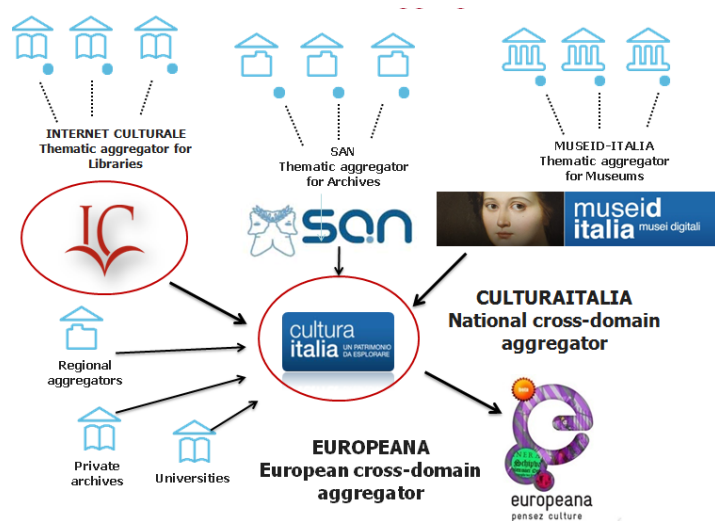 INTERNET CULTURALE
Thematic aggregator for
Libraries
SAN
Thematic aggregator
for Archives
MUSEID-ITALIA
Thematic aggregator
for Museums
IC
san
museid
italia musei digitali
CULTURAITALIA
National cross-domain
aggregator
cultura
italia UN PATRIMONIO
DA ESPLORARE
Regional
aggregators
Private
archives
Universities
EUROPEANA
European cross-domain
aggregator
europeana
pensez culture